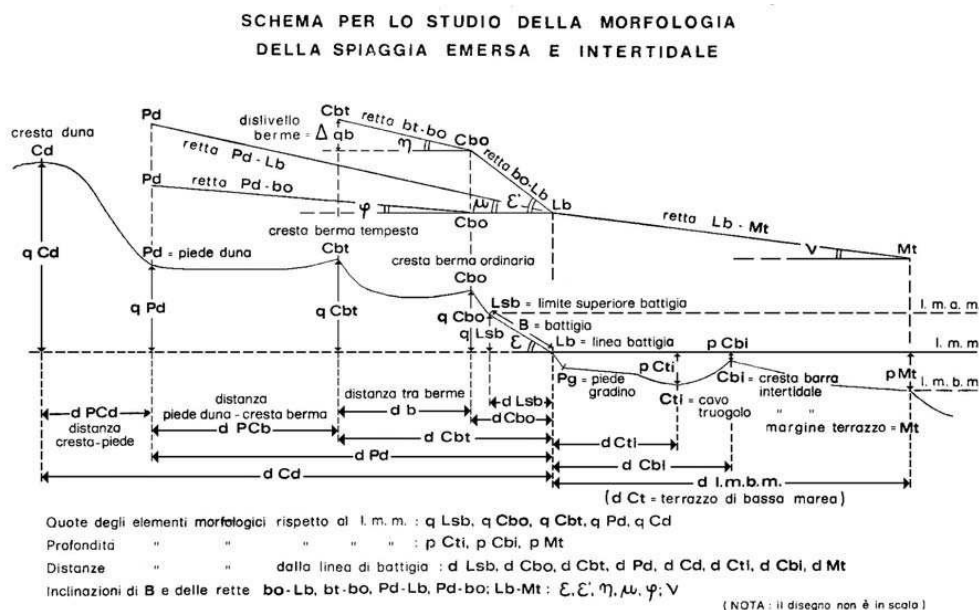 SCHEMA PER LO STUDIO DELLA MORFOLOGIA
DELLA SPIAGGIA EMERSA E INTERTIDALE
cresta duna
Cd
Pd
retta Pd-Lb
Pd
retta Pd-bo
dislivello
berme = Δ qb
Cbt
retta bt-bo
η
Cbo
retta bo-Lb
φ
μ
ε'
Lb
Cbo
retta Lb-Mt
ν
Mt
cresta berma tempesta
Cbt
q Cd
Pd = piede duna
cresta berma ordinaria
Cbo
q Pd
q Cbt
q Cbo
q Lsb
Lsb = limite superiore battigia
B = battigia
ε
Lb = linea battigia
l. m. a. m.
l. m. m.
l. m. b. m.
p Cbi
p Cti
p Mt
Pg = piede
gradino
Cbi = cresta barra
intertidale
Cti = cavo
truogolo " "
margine terrazzo = Mt
d PCd
distanza
cresta-piede
distanza
piede duna-cresta berma
d PCb
distanza tra berme
d b
d Lsb
d Cbo
d Cbt
d Pd
d Cd
d Cti
d Cbi
d l.m.b.m.
(d Ct = terrazzo di bassa marea)
Quote degli elementi morfologici rispetto al l. m. m. : q Lsb, q Cbo, q Cbt, q Pd, q Cd
Profondità " " " " " : p Cti, p Cbi, p Mt
Distanze " " dalla linea di battigia : d Lsb, d Cbo, d Cbt, d Pd, d Cd, d Cti, d Cbi, d Mt
Inclinazioni di B e delle rette bo-Lb, bt-bo, Pd-Lb, Pd-bo; Lb-Mt : ε, ε', η, μ, φ; ν
(NOTA : il disegno non è in scala)